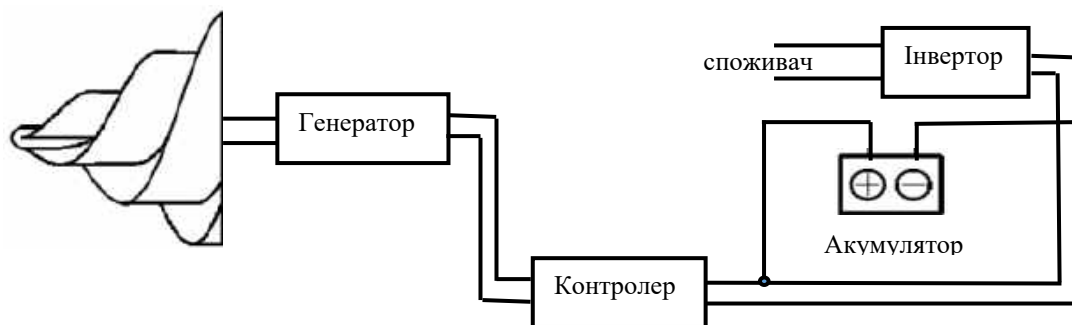 споживач
Інвертор
Генератор
Акумулятор
Контролер